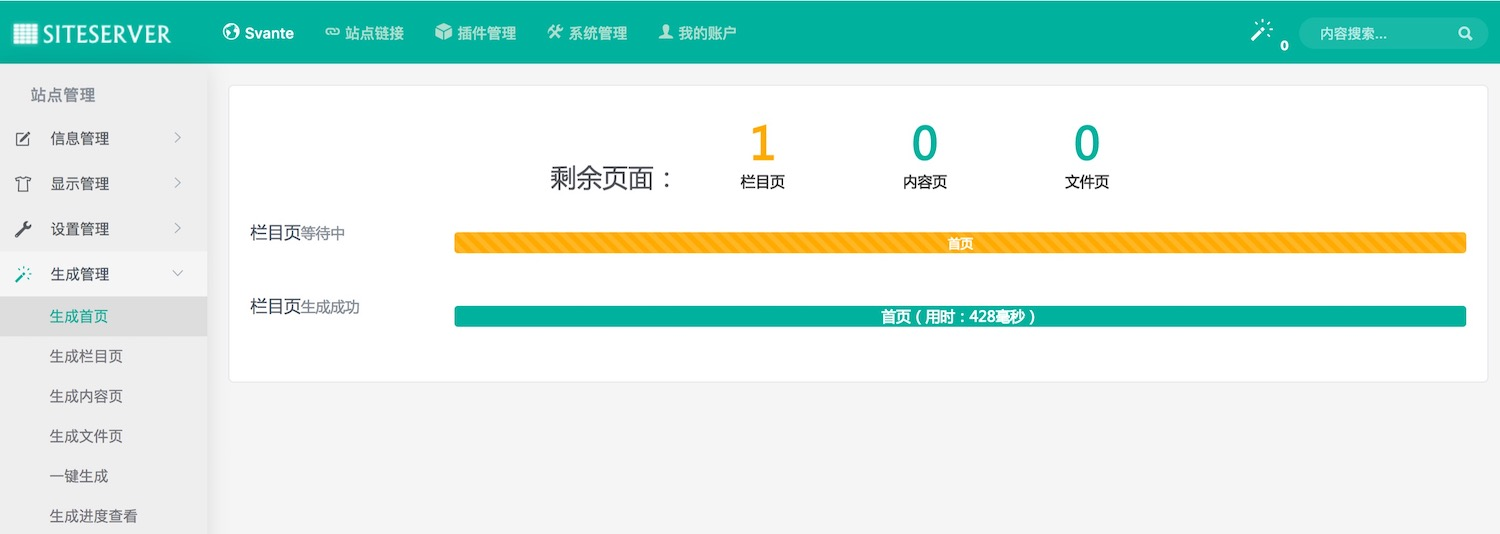 SITESERVER
Svante 站点链接 插件管理 系统管理 我的账户
0
内容搜索...
站点管理
信息管理
显示管理
设置管理
生成管理
生成首页
生成栏目页
生成内容页
生成文件页
一键生成
生成进度查看
剩余页面：
1
栏目页
0
内容页
0
文件页
栏目页等待中
首页
栏目页生成成功
首页（用时：428毫秒）